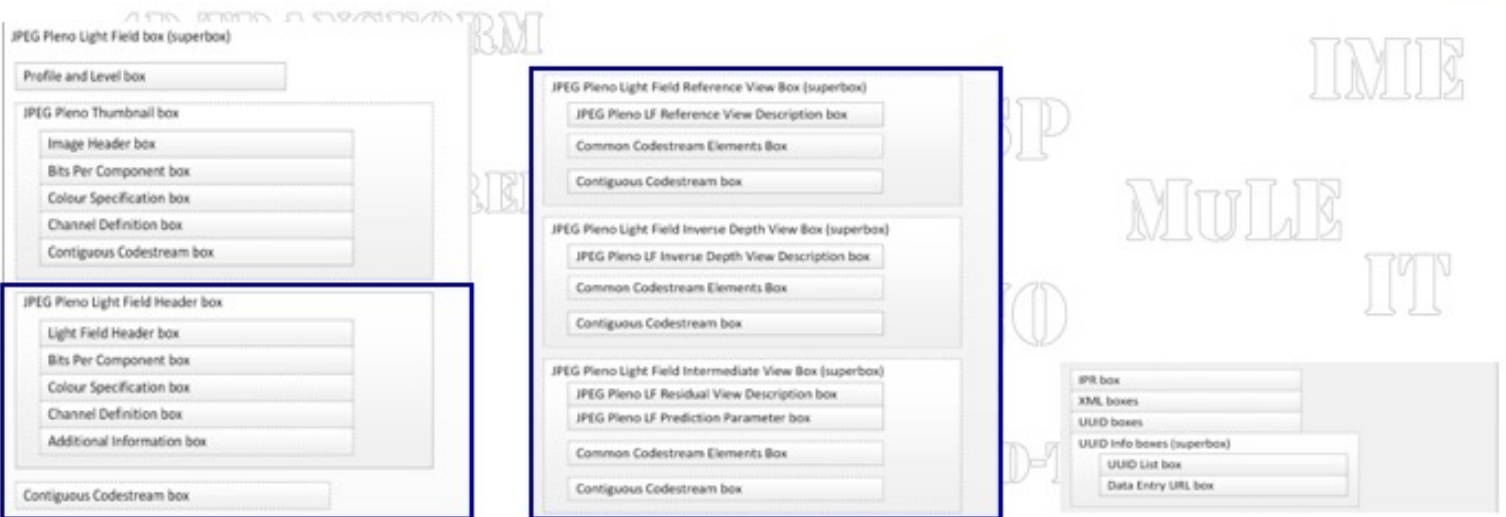 JPEG Pleno Light Field box (superbox)
Profile and Level box
JPEG Pleno Thumbnail box
Image Header box
Bits Per Component box
Colour Specification box
Channel Definition box
Contiguous Codestream box
JPEG Pleno Light Field Header box
Light Field Header box
Bits Per Component box
Colour Specification box
Channel Definition box
Additional Information box
Contiguous Codestream box
JPEG Pleno Light Field Reference View Box (superbox)
JPEG Pleno LF Reference View Description box
Common Codestream Elements Box
Contiguous Codestream box
JPEG Pleno Light Field Inverse Depth View Box (superbox)
JPEG Pleno LF Inverse Depth View Description box
Common Codestream Elements Box
Contiguous Codestream box
JPEG Pleno Light Field Intermediate View Box (superbox)
JPEG Pleno LF Residual View Description box
JPEG Pleno LF Prediction Parameter box
Common Codestream Elements Box
Contiguous Codestream box
IME
MULE
IT
IPR box
XML boxes
UUID boxes
UUID Info boxes (superbox)
UUID List box
Data Entry URL box